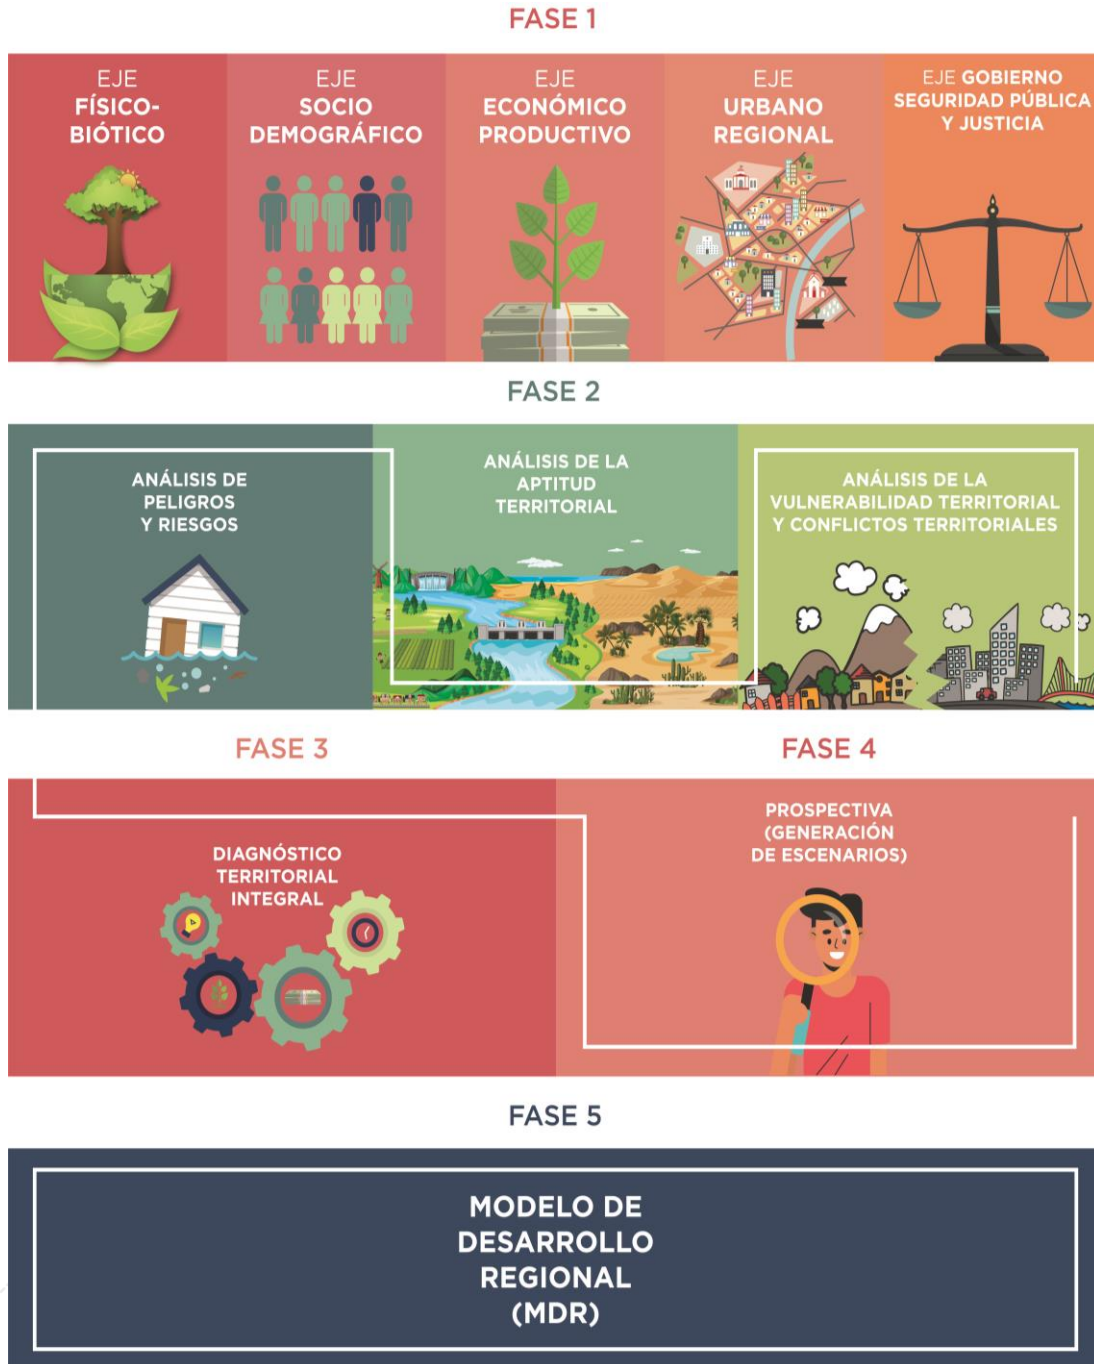 FASE 1
EJE
FÍSICO-
BIÓTICO
EJE
SOCIO
DEMOGRÁFICO
EJE
ECONÓMICO
PRODUCTIVO
EJE
URBANO
REGIONAL
EJE GOBIERNO
SEGURIDAD PÚBLICA
Y JUSTICIA
FASE 2
ANÁLISIS DE
PELIGROS
Y RIESGOS
ANÁLISIS DE LA
APTITUD
TERRITORIAL
ANÁLISIS DE LA
VULNERABILIDAD TERRITORIAL
Y CONFLICTOS TERRITORIALES
FASE 3
DIAGNÓSTICO
TERRITORIAL
INTEGRAL
FASE 4
PROSPECTIVA
(GENERACIÓN
DE ESCENARIOS)
FASE 5
MODELO DE
DESARROLLO
REGIONAL
(MDR)